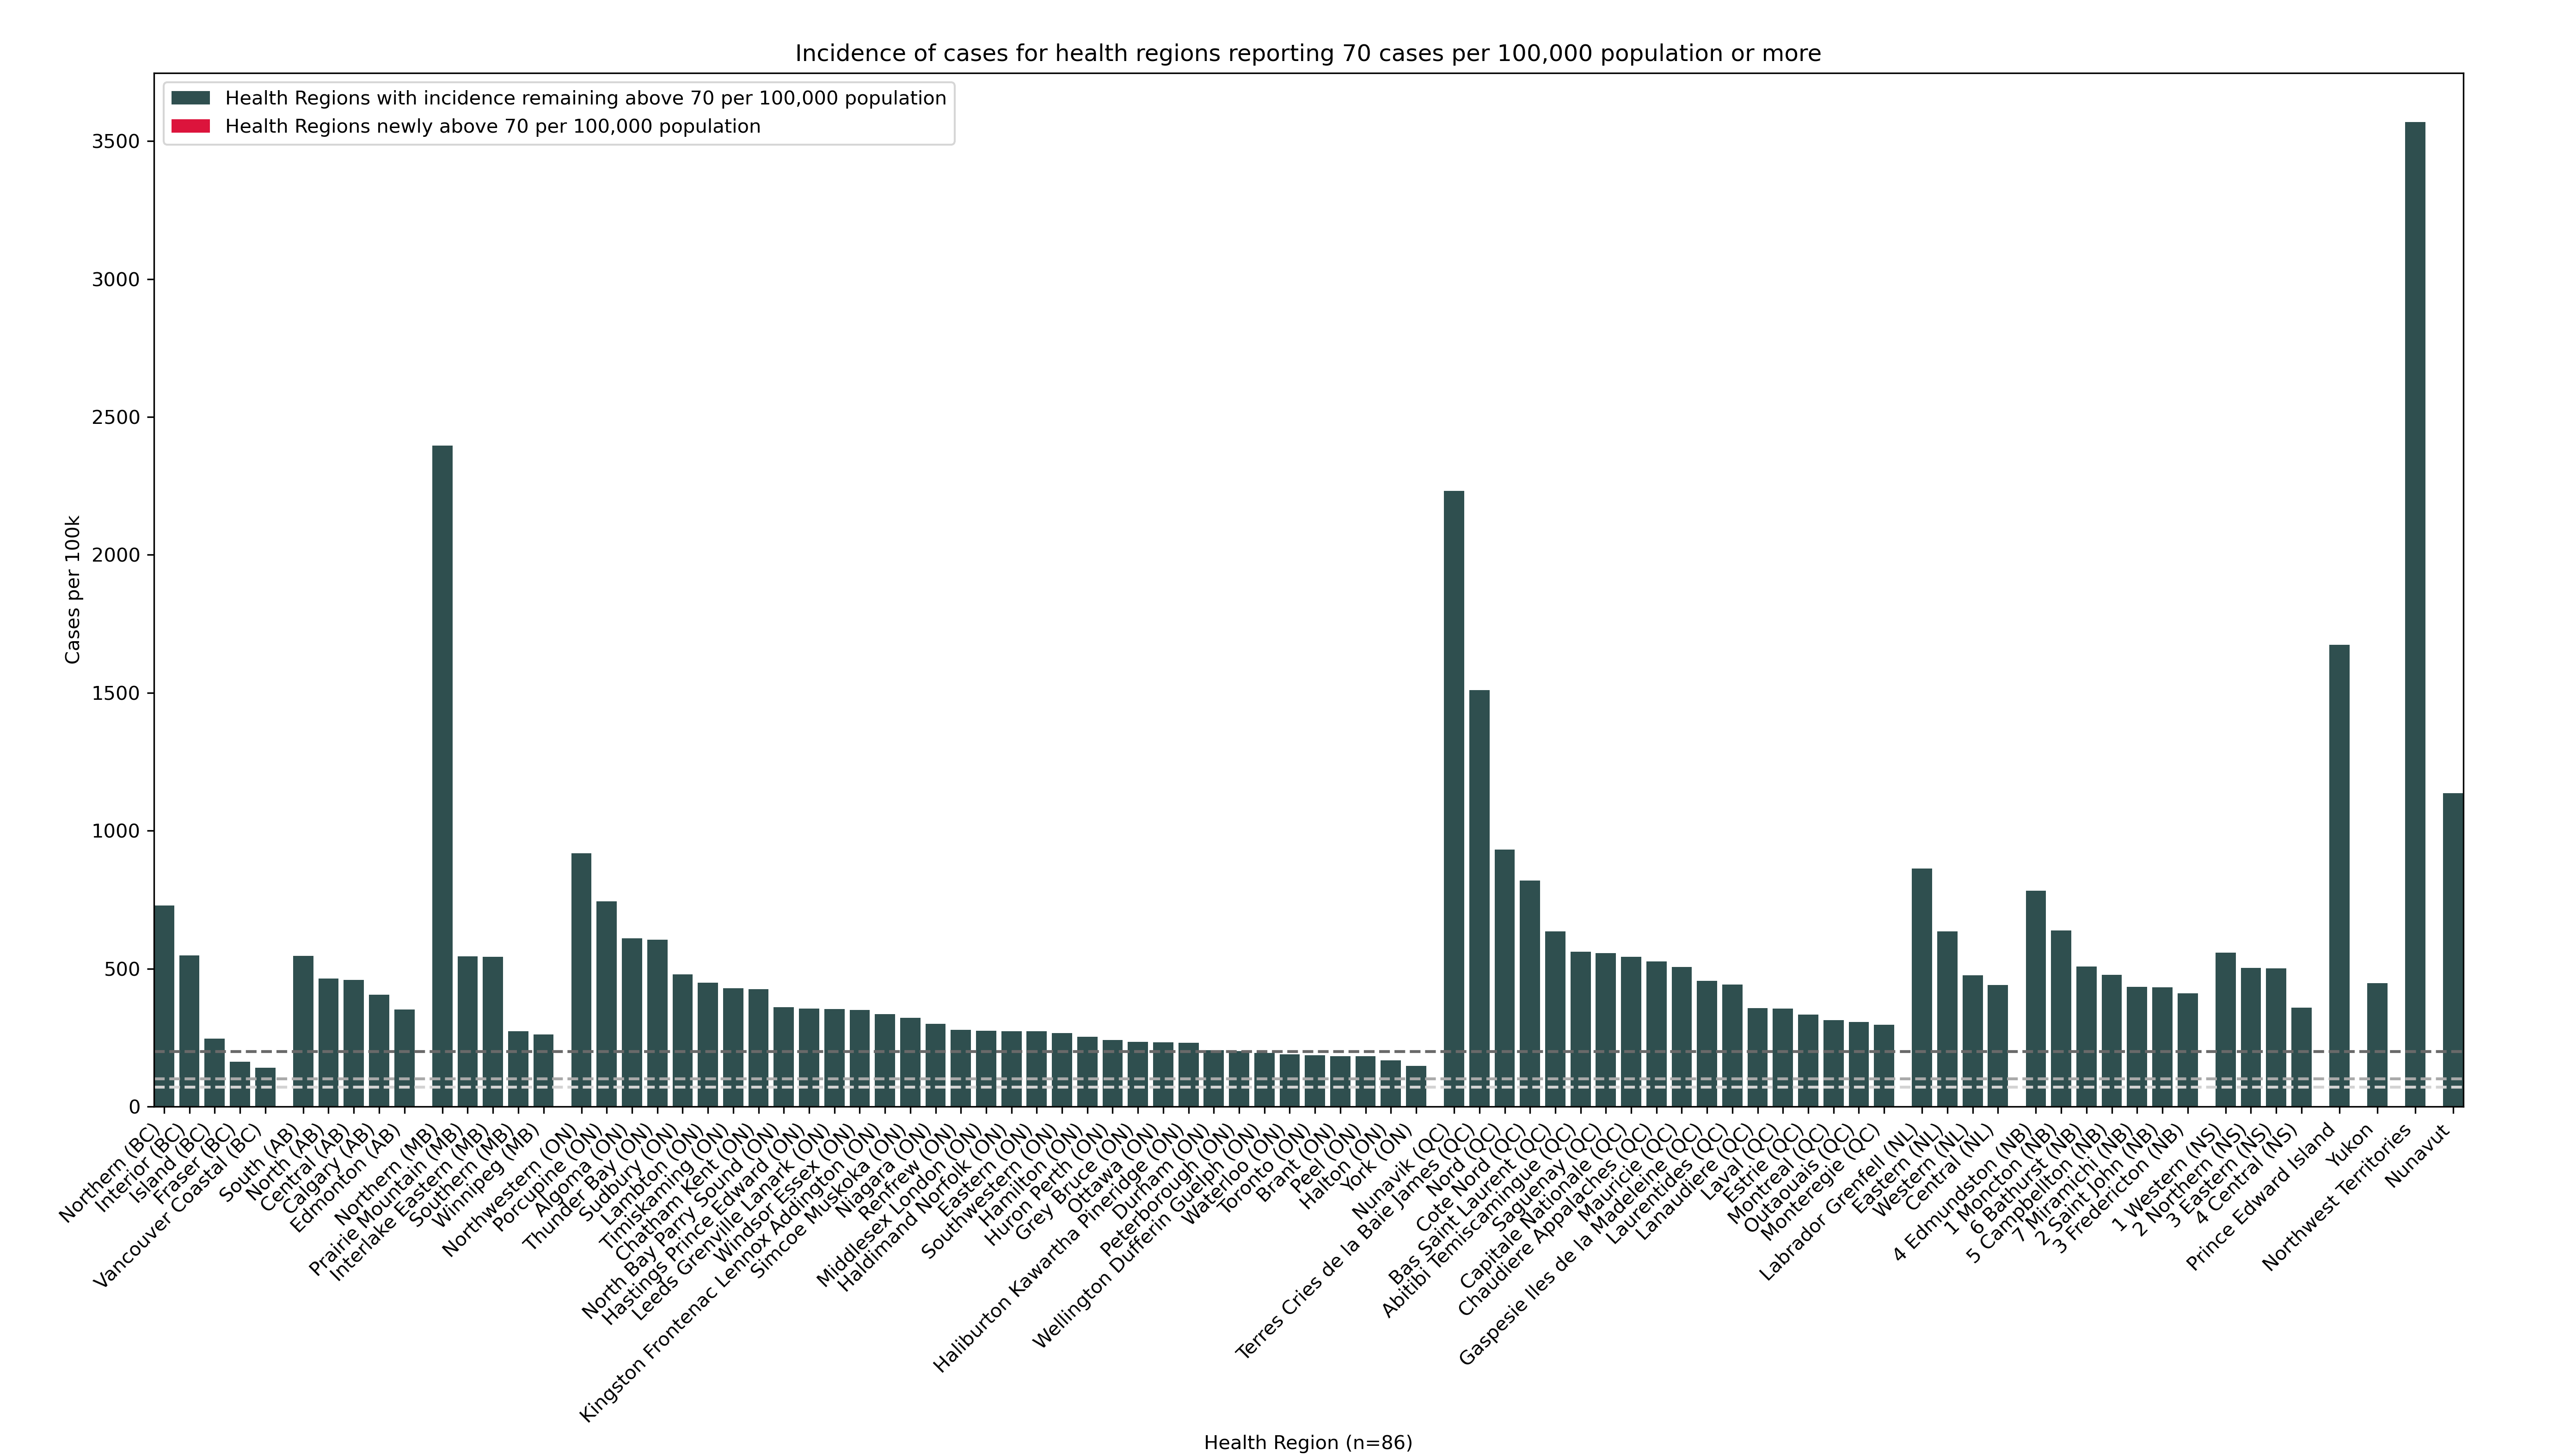 Incidence of cases for health regions reporting 70 cases per 100,000 population or more
Health Regions with incidence remaining above 70 per 100,000 population
Health Regions newly above 70 per 100,000 population
3500
3000
2500
2000
1500
1000
500
0
Cases per 100k
Northern (BC)
Interior (BC)
Island (BC)
Fraser (BC)
Vancouver Coastal (BC)
South (AB)
North (AB)
Central (AB)
Calgary (AB)
Edmonton (AB)
Northern (MB)
Prairie Mountain (MB)
Interlake Eastern (MB)
Southern (MB)
Winnipeg (MB)
Northwestern (ON)
Porcupine (ON)
Algoma (ON)
Thunder Bay (ON)
Sudbury (ON)
Lambton (ON)
Timiskaming (ON)
Chatham Kent (ON)
North Bay Parry Sound (ON)
Hastings Prince Edward (ON)
Leeds Grenville Lanark (ON)
Windsor Essex (ON)
Kingston Frontenac Lennox Addington (ON)
Simcoe Muskoka (ON)
Niagara (ON)
Renfrew (ON)
Middlesex London (ON)
Haldimand Norfolk (ON)
Eastern (ON)
Southwestern (ON)
Hamilton (ON)
Huron Perth (ON)
Grey Bruce (ON)
Ottawa (ON)
Haliburton Kawartha Pineridge (ON)
Durham (ON)
Peterborough (ON)
Wellington Dufferin Guelph (ON)
Waterloo (ON)
Toronto (ON)
Brant (ON)
Peel (ON)
Halton (ON)
York (ON)
Nunavik (QC)
Terres Cries de la Baie James (QC)
Nord (QC)
Cote Nord (QC)
Bas Saint Laurent (QC)
Abitibi Temiscamingue (QC)
Saguenay (QC)
Capitale Nationale (QC)
Chaudiere Appalaches (QC)
Mauricie (QC)
Gaspesie Iles de la Madeleine (QC)
Laurentides (QC)
Lanaudiere (QC)
Laval (QC)
Estrie (QC)
Montreal (QC)
Outaouais (QC)
Monteregie (QC)
Labrador Grenfell (NL)
Eastern (NL)
Western (NL)
Central (NL)
4 Edmundston (NB)
1 Moncton (NB)
6 Bathurst (NB)
5 Campbellton (NB)
7 Miramichi (NB)
2 Saint John (NB)
3 Fredericton (NB)
1 Western (NS)
2 Northern (NS)
3 Eastern (NS)
4 Central (NS)
Prince Edward Island
Yukon
Northwest Territories
Nunavut
Health Region (n=86)